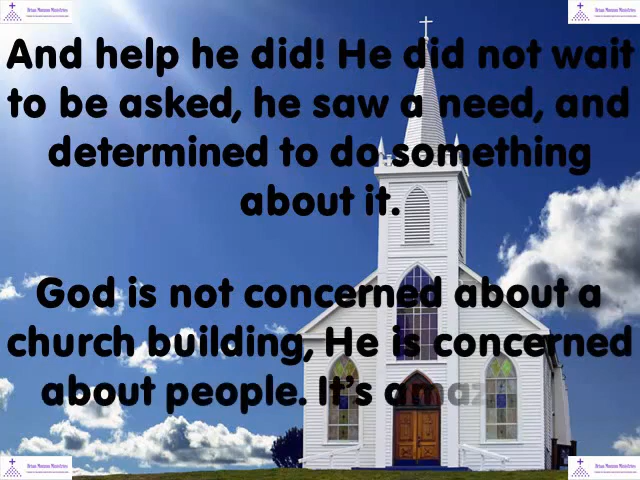 And help he did! He did not wait
to be asked, he saw a need, and
determined to do something
about it.
God is not concerned about a
church building, He is concerned
about people. It's amaz